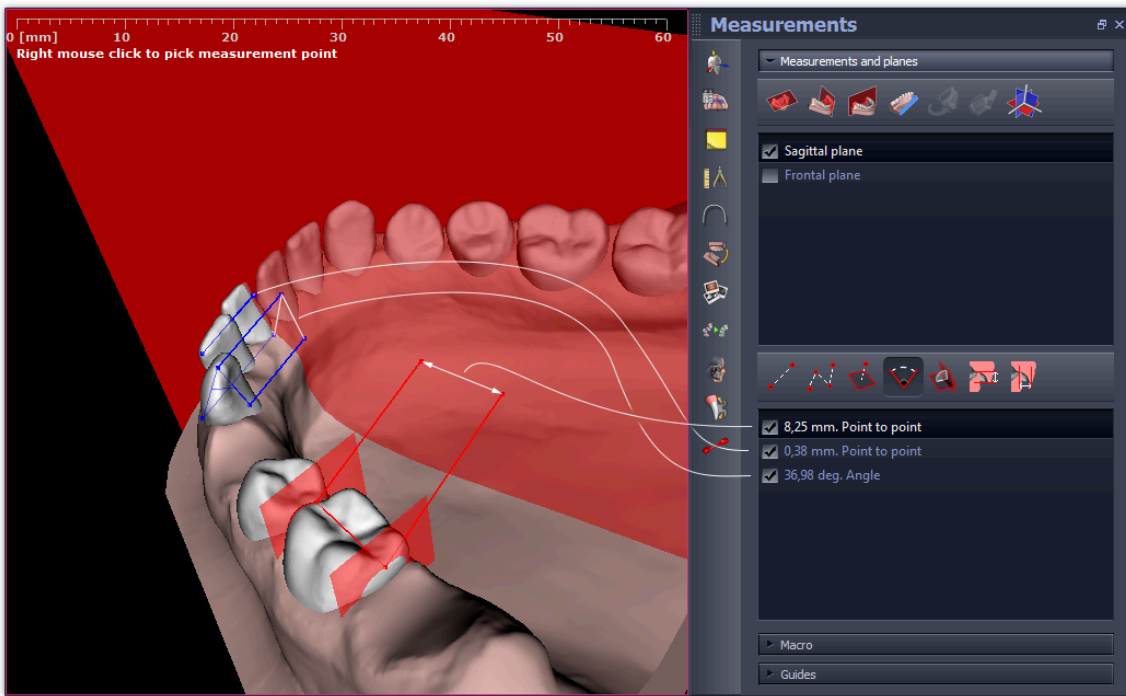 0 [mm] 10 20 30 40 50 60
Right mouse click to pick measurement point
Measurements
Measurements and planes
Sagittal plane
Frontal plane
8,25 mm. Point to point
0,38 mm. Point to point
36,98 deg. Angle
Macro
Guides